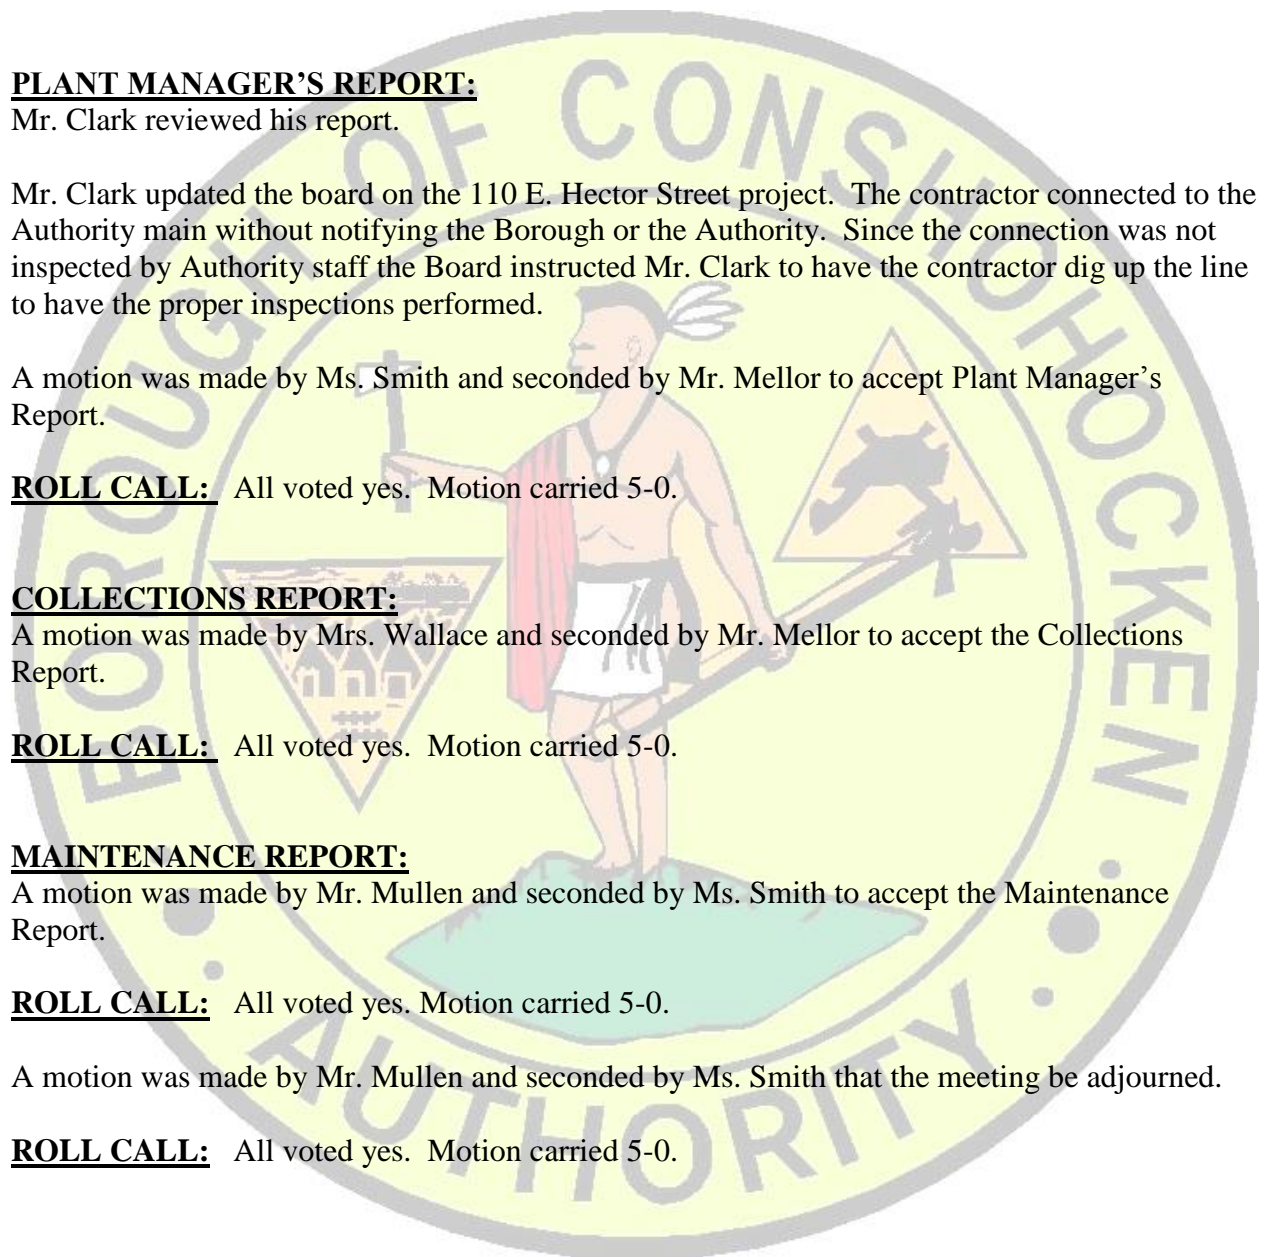 PLANT MANAGER’S REPORT:
Mr. Clark reviewed his report.
Mr. Clark updated the board on the 110 E. Hector Street project. The contractor connected to the
Authority main without notifying the Borough or the Authority. Since the connection was not
inspected by Authority staff the Board instructed Mr. Clark to have the contractor dig up the line
to have the proper inspections performed.
A motion was made by Ms. Smith and seconded by Mr. Mellor to accept Plant Manager’s
Report.
ROLL CALL: All voted yes. Motion carried 5-0.
COLLECTIONS REPORT:
A motion was made by Mrs. Wallace and seconded by Mr. Mellor to accept the Collections
Report.
ROLL CALL: All voted yes. Motion carried 5-0.
MAINTENANCE REPORT:
A motion was made by Mr. Mullen and seconded by Ms. Smith to accept the Maintenance
Report.
ROLL CALL: All voted yes. Motion carried 5-0.
A motion was made by Mr. Mullen and seconded by Ms. Smith that the meeting be adjourned.
ROLL CALL: All voted yes. Motion carried 5-0.
BOROUGH OF CONSHOHOCKEN
AUTHORITY